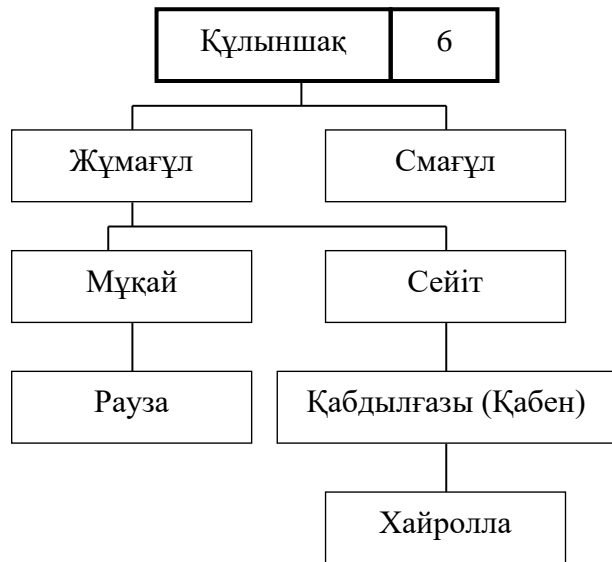 Құлыншақ 6
Жұмағұл Смағұл
Мұқай Сейіт
Рауза Қабдылғазы (Қабен)
Хайролла